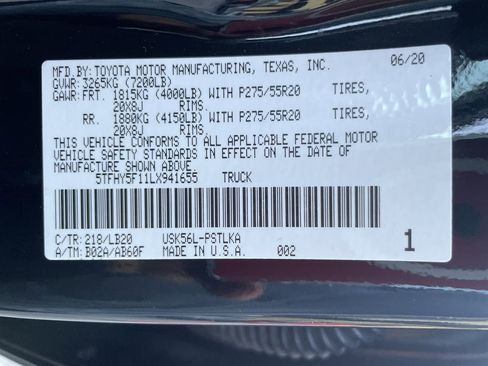 MFD.BY: TOYOTA MOTOR MANUFACTURING, TEXAS, INC. 06/20
GVWR: 3265KG (7200LB)
GAWR: FRT. 1815KG (4000LB) WITH P275/55R20 TIRES,
20X8J RIMS.
RR. 1880KG (4150LB) WITH P275/55R20 TIRES,
20X8J RIMS.
THIS VEHICLE CONFORMS TO ALL APPLICABLE FEDERAL MOTOR
VEHICLE SAFETY STANDARDS IN EFFECT ON THE DATE OF
MANUFACTURE SHOWN ABOVE.
5TFHY5F11LX941655 TRUCK
C/TR: 218/LB20 USK56L-PSTLKA
A/TM: B02A/AB60F MADE IN U.S.A. 002 1